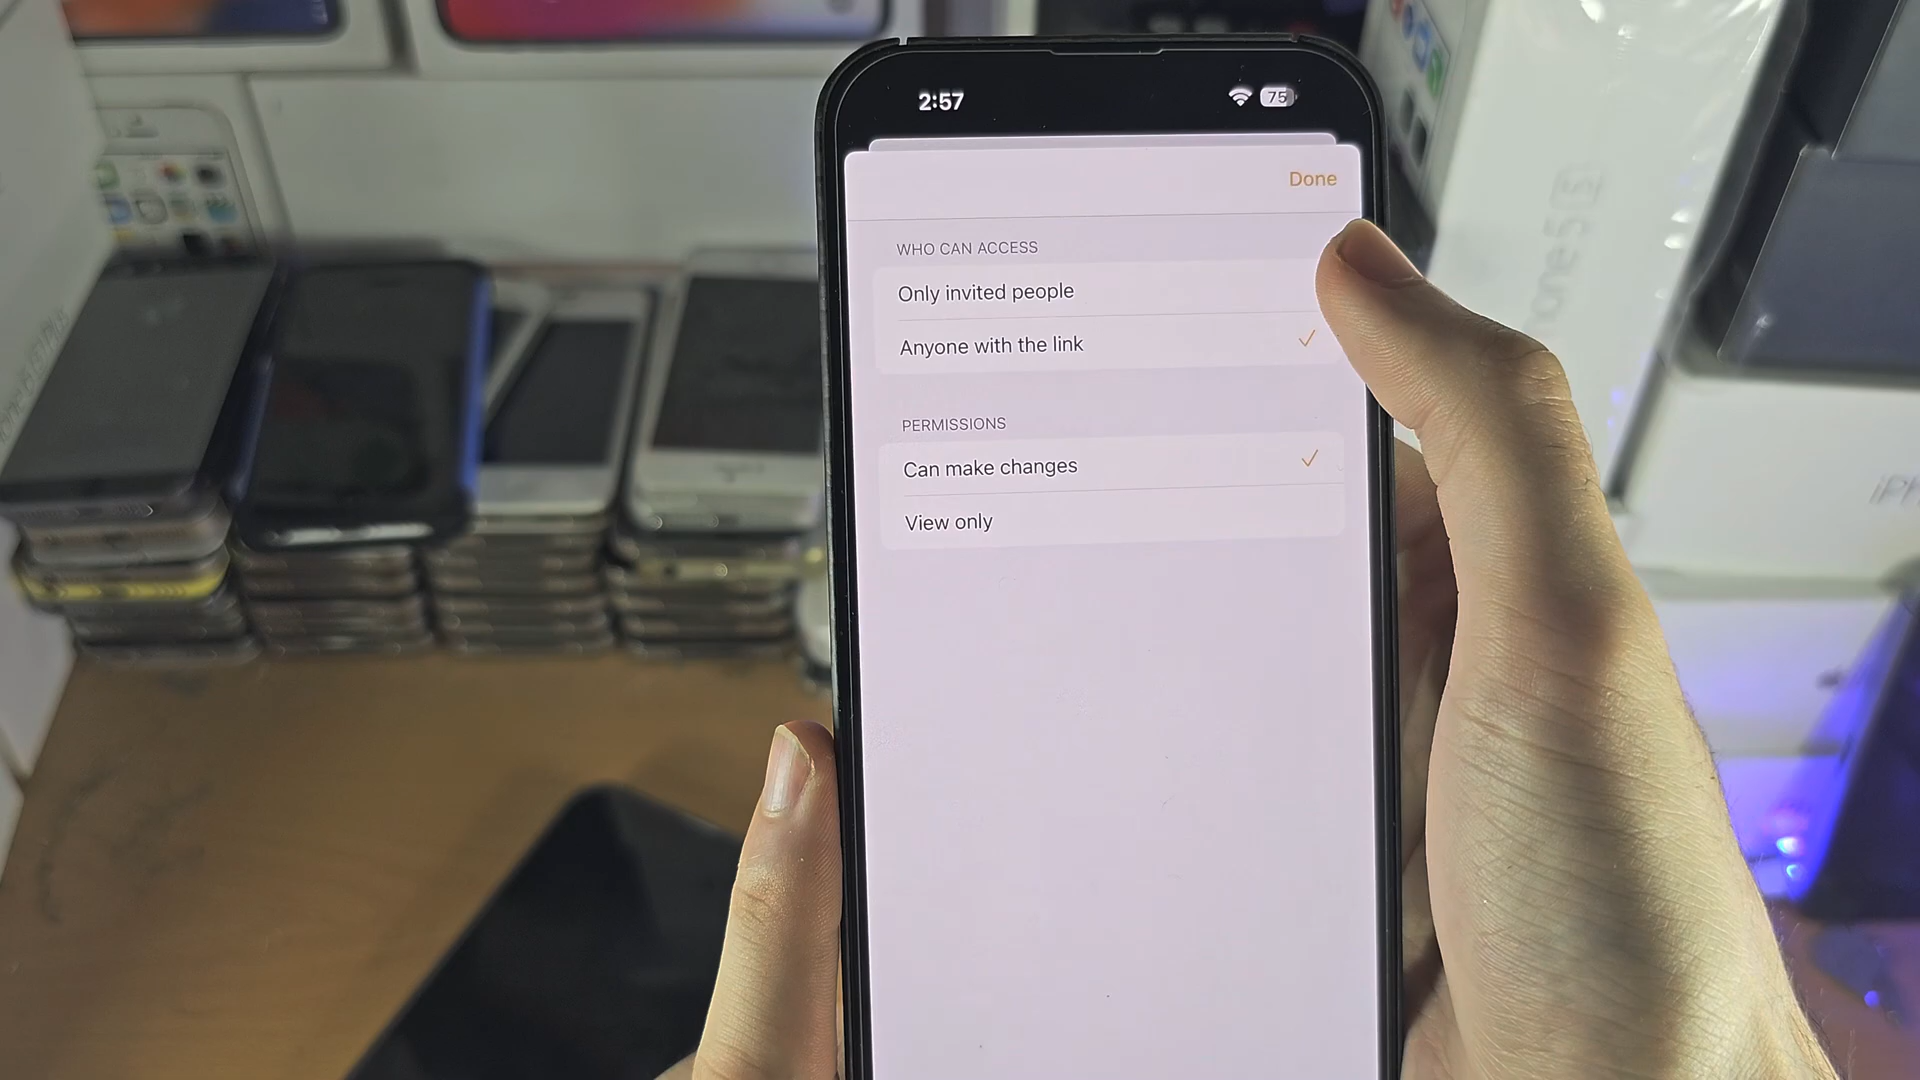 2:57
75
Done
WHO CAN ACCESS
Only invited people
Anyone with the link
PERMISSIONS
Can make changes
View only